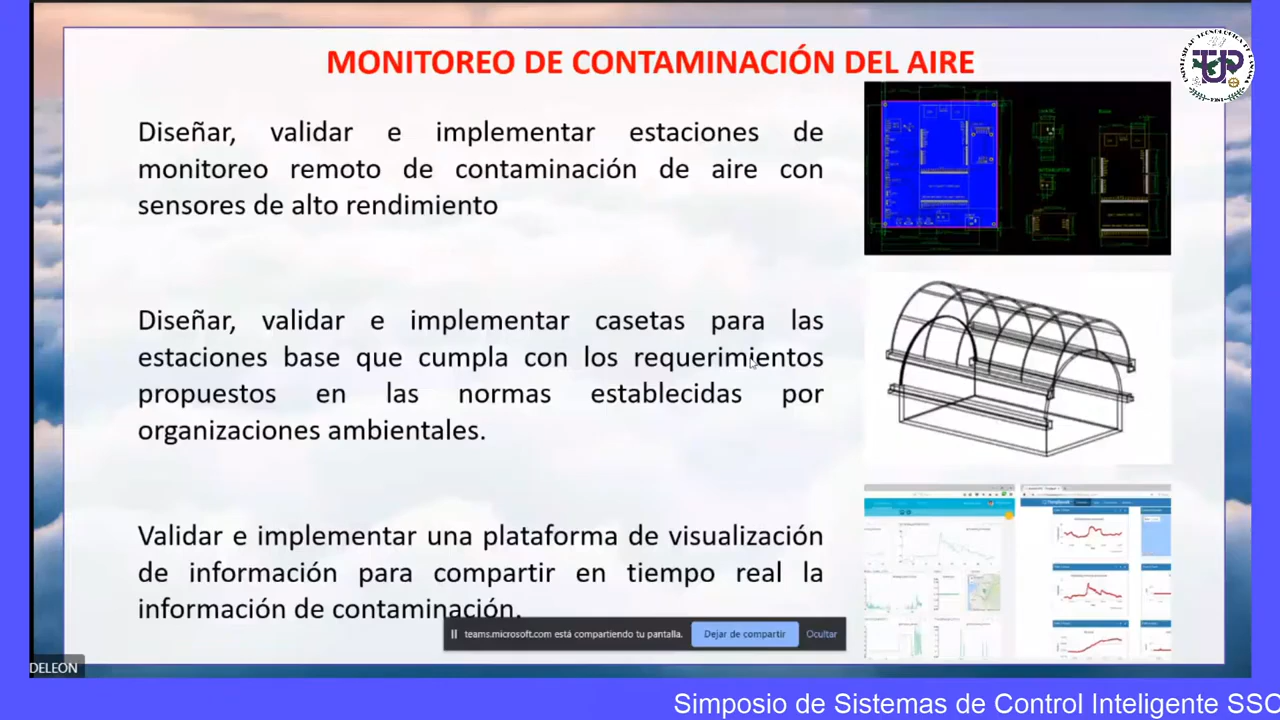 MONITOREO DE CONTAMINACIÓN DEL AIRE
Diseñar, validar e implementar estaciones de
monitoreo remoto de contaminación de aire con
sensores de alto rendimiento
Diseñar, validar e implementar casetas para las
estaciones base que cumpla con los requerimientos
propuestos en las normas establecidas por
organizaciones ambientales.
Validar e implementar una plataforma de visualización
de información para compartir en tiempo real la
información de contaminación.
teams.microsoft.com está compartiendo tu pantalla.
Dejar de compartir
Ocultar
DELEON
Simposio de Sistemas de Control Inteligente SSC